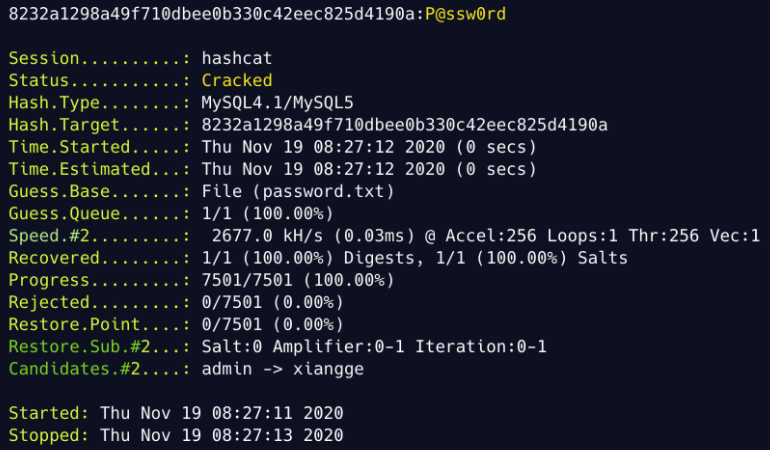 8232a1298a49f710dbee0b330c42eec825d4190a:P@ssw0rd
Session..........: hashcat
Status...........: Cracked
Hash.Type........: MySQL4.1/MySQL5
Hash.Target......: 8232a1298a49f710dbee0b330c42eec825d4190a
Time.Started.....: Thu Nov 19 08:27:12 2020 (0 secs)
Time.Estimated...: Thu Nov 19 08:27:12 2020 (0 secs)
Guess.Base.......: File (password.txt)
Guess.Queue......: 1/1 (100.00%)
Speed.#2.........:  2677.0 kH/s (0.03ms) @ Accel:256 Loops:1 Thr:256 Vec:1
Recovered........: 1/1 (100.00%) Digests, 1/1 (100.00%) Salts
Progress.........: 7501/7501 (100.00%)
Rejected.........: 0/7501 (0.00%)
Restore.Point....: 0/7501 (0.00%)
Restore.Sub.#2...: Salt:0 Amplifier:0-1 Iteration:0-1
Candidates.#2....: admin -> xiangge
Started: Thu Nov 19 08:27:11 2020
Stopped: Thu Nov 19 08:27:13 2020